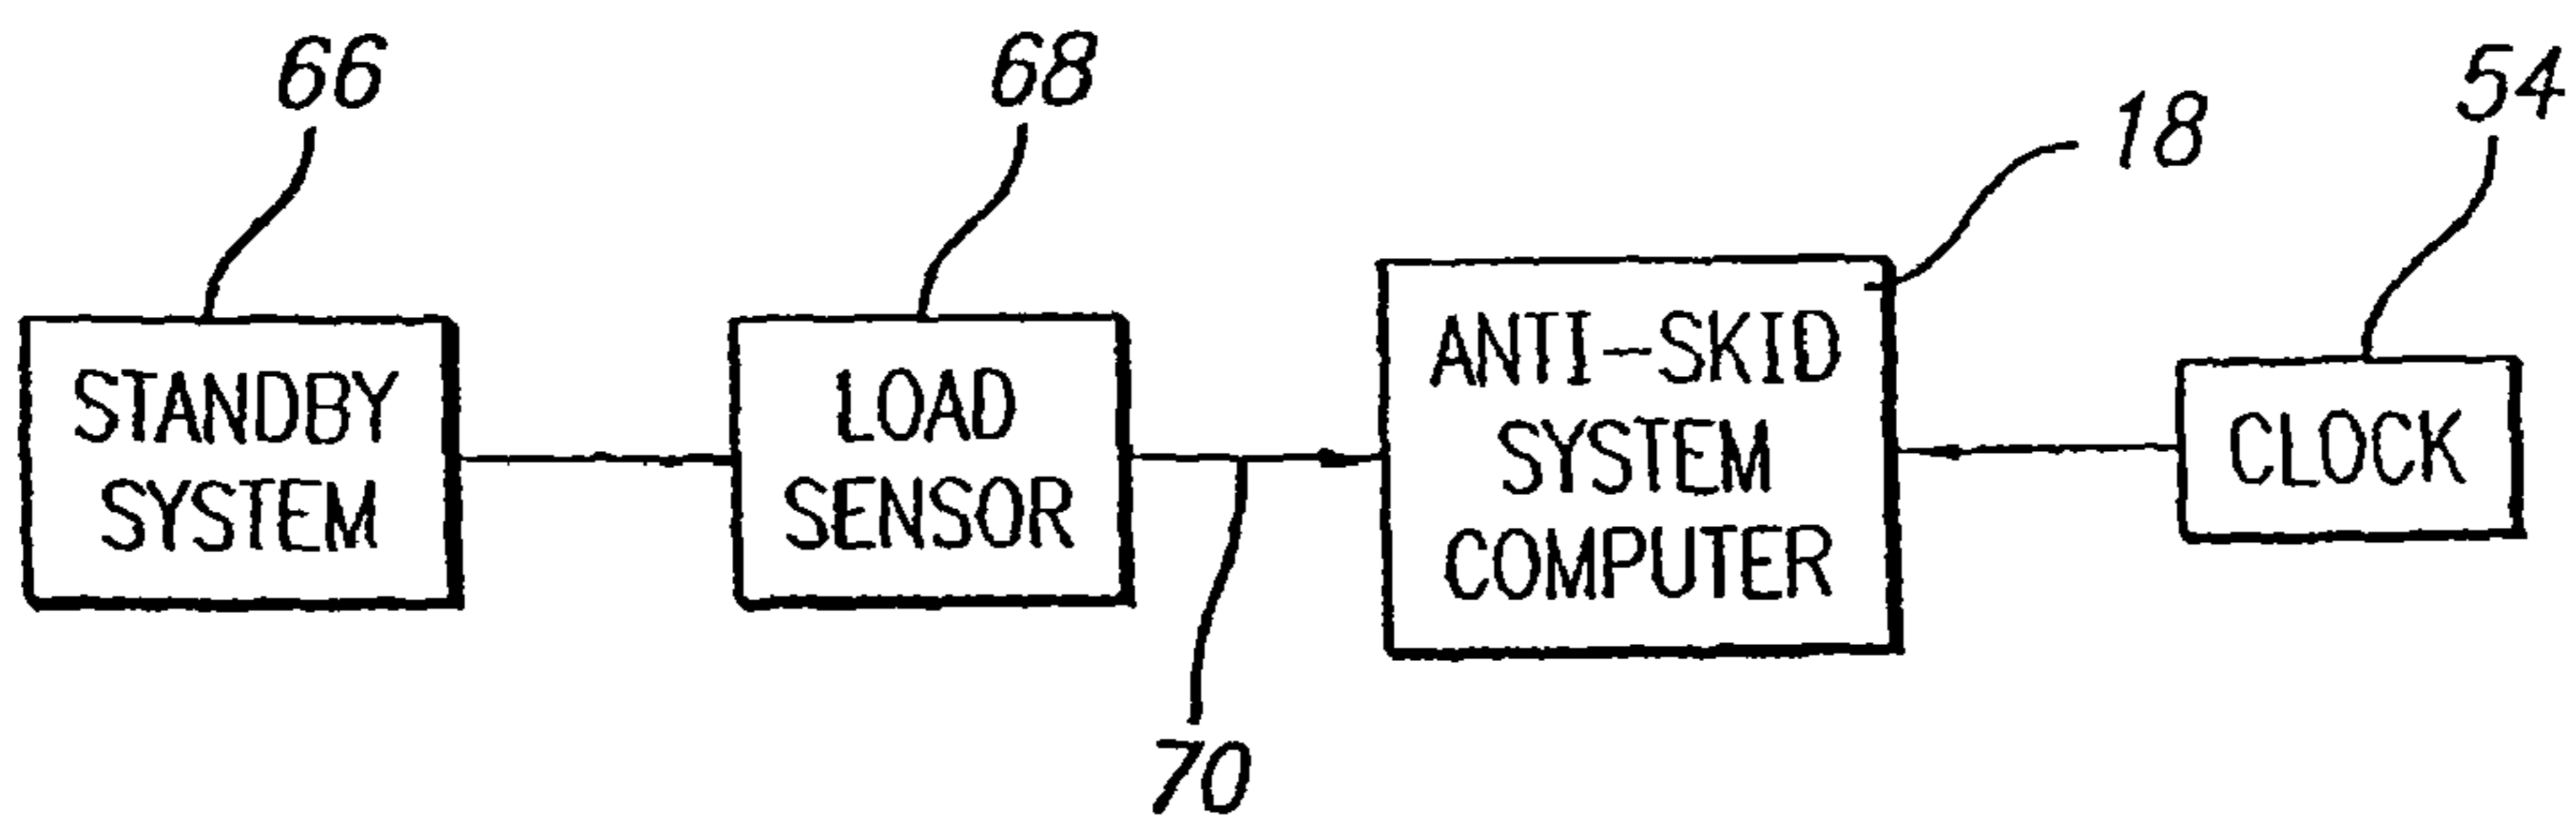 66
68
18
54
STANDBY
SYSTEM
LOAD
SENSOR
ANTI-SKID
SYSTEM
COMPUTER
CLOCK
70